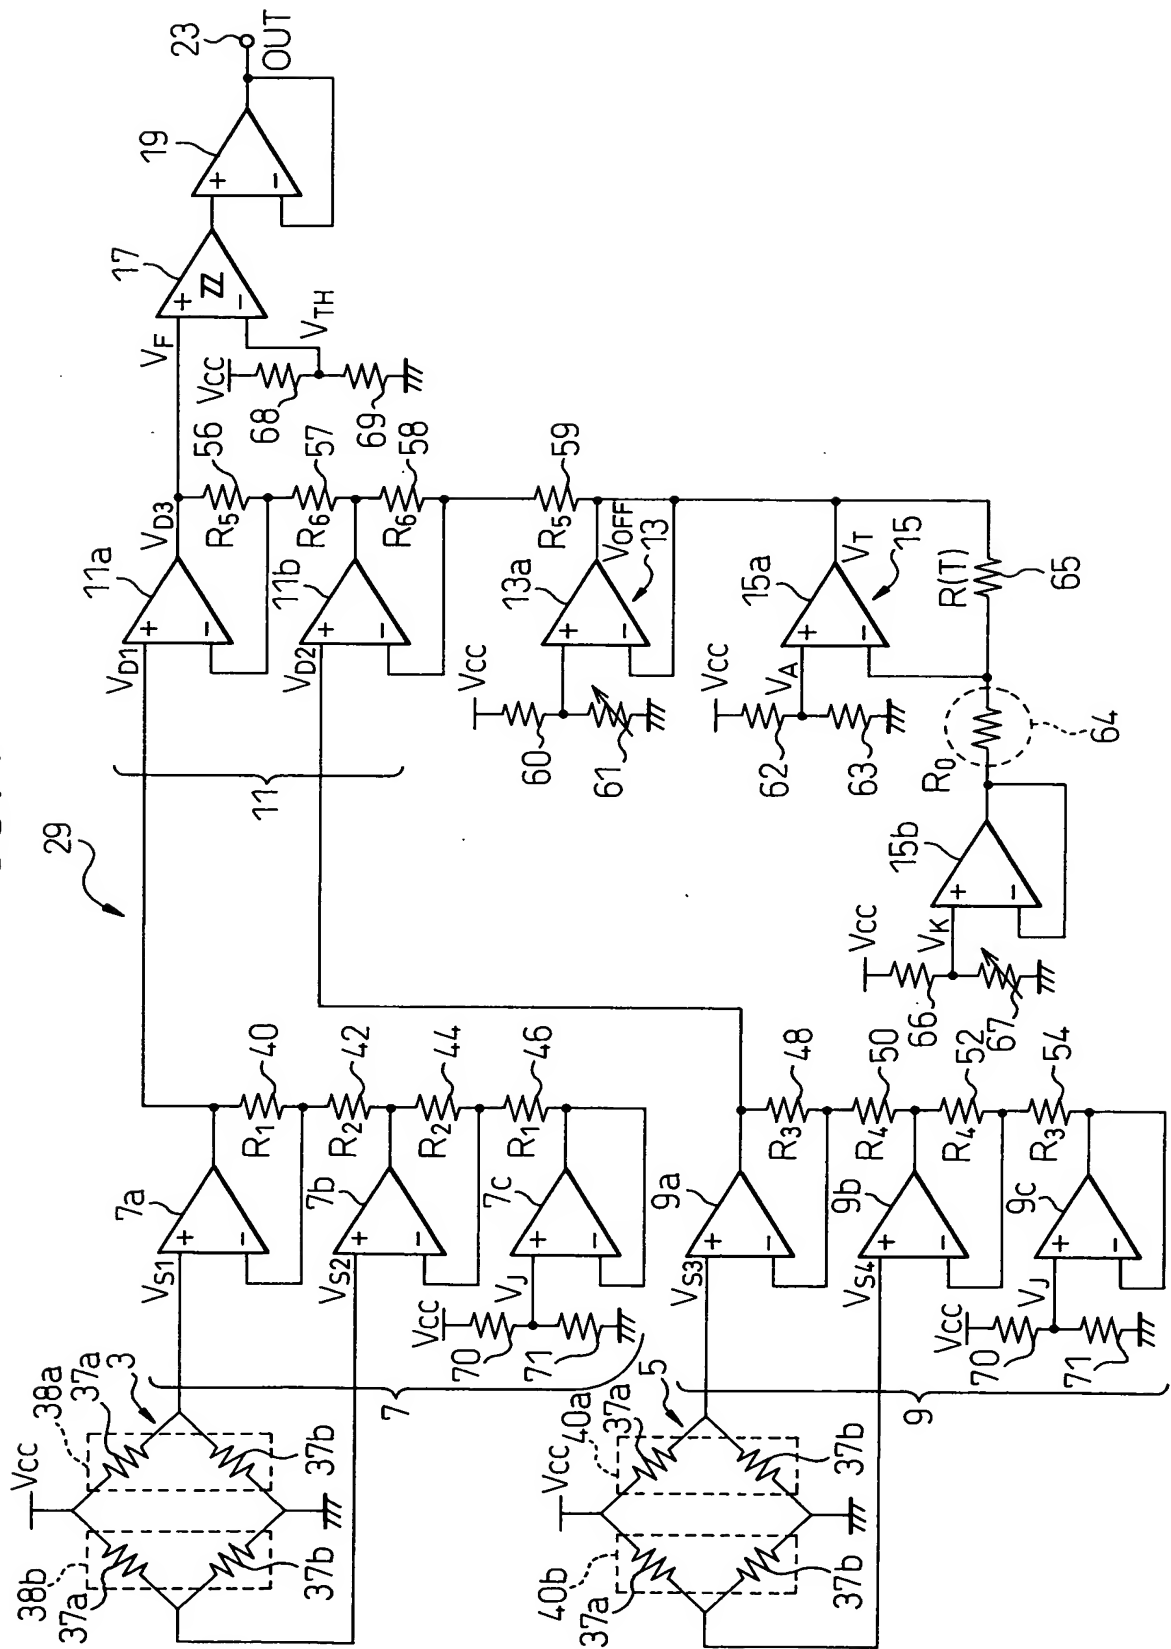 29
Vcc
38a
37a
3
38b
37a
37b
37b
VS1
7a
R1
40
VS2
7b
R2
42
R2
44
Vcc
VJ
7c
R1
46
70
71
7
Vcc
40a
37a
5
40b
37a
37b
37b
VS3
9a
R3
48
VS4
9b
R4
50
R4
52
Vcc
VJ
9c
R3
54
70
71
9
VD1
11a
VD3
R5
56
VD2
11b
R6
57
R6
58
11
Vcc
13a
R5
59
VOFF
13
60
61
Vcc
VA
15a
VT
15
62
63
R(T)
65
Vcc
VK
15b
R0
64
66
67
VF
17
Vcc
VTH
68
69
19
23
OUT
+
−
+
−
+
−
+
−
+
−
+
−
+
−
+
−
+
−
+
−
+
−
+
−
+
−